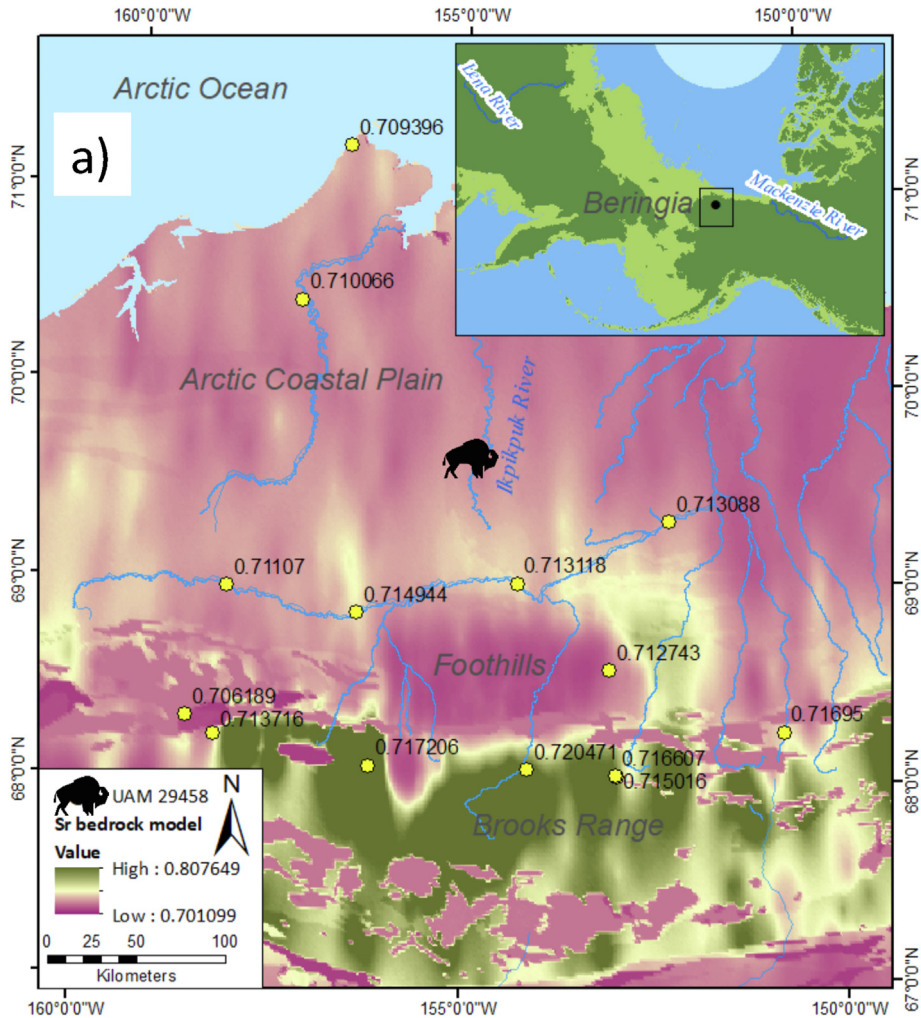 160°0'0"W
155°0'0"W
150°0'0"W
Arctic Ocean
a)
0.709396
Lena River
Beringia
Mackenzie River
71°0'0"N
71°0'0"N
0.710066
Arctic Coastal Plain
Ikpikpuk River
70°0'0"N
70°0'0"N
0.713088
0.71107
0.714944
0.713118
69°0'0"N
69°0'0"N
Foothills
0.712743
0.706189
0.713716
0.71695
0.717206
0.720471
0.716607
0.715016
68°0'0"N
68°0'0"N
Brooks Range
UAM 29458
N
Sr bedrock model
Value
High : 0.807649
Low : 0.701099
0 25 50 100
Kilometers
67°0'0"N
160°0'0"W
155°0'0"W
150°0'0"W